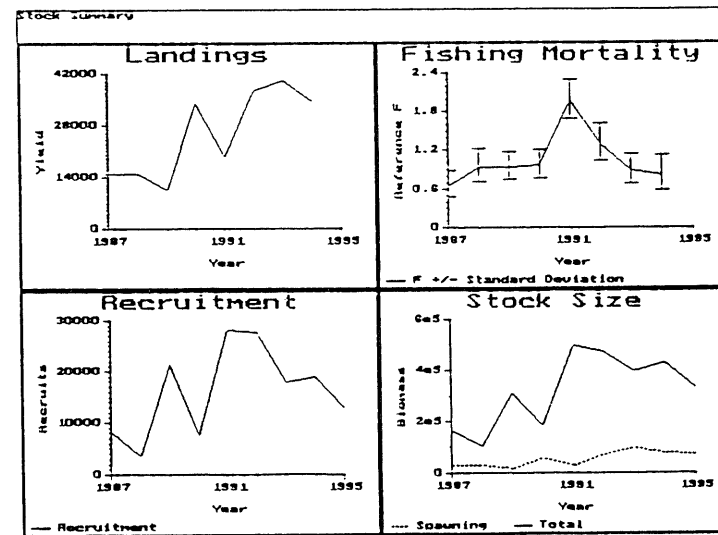 Stock Summary
Landings
42000
28000
14000
0
Yield
1987
1991
1995
Year
Fishing Mortality
2.4
1.8
1.2
0.6
0
Reference F
1987
1991
1995
Year
F +/- Standard Deviation
Recruitment
30000
20000
10000
0
Recruits
1987
1991
1995
Year
Recruitment
Stock Size
6e5
4e5
2e5
0
Biomass
1987
1991
1995
Year
Spawning
Total